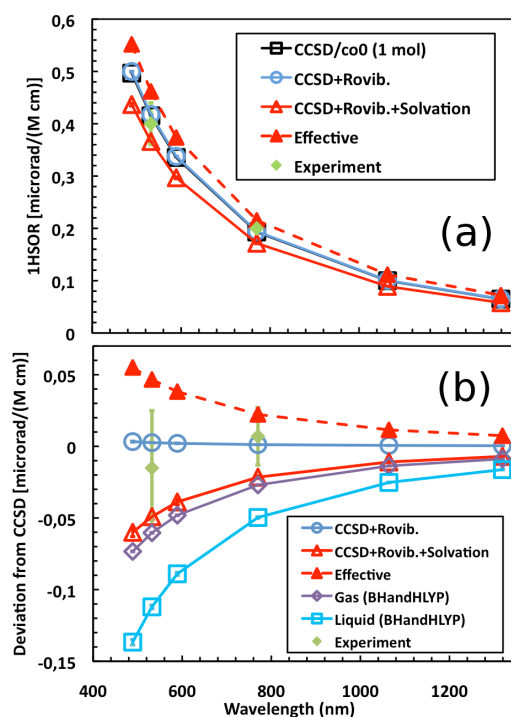 0,6
0,5
0,4
0,3
0,2
0,1
0
1HSOR [microrad/(M cm)]
CCSD/co0 (1 mol)
CCSD+Rovib.
CCSD+Rovib.+Solvation
Effective
Experiment
(a)
0,05
0
-0,05
-0,1
-0,15
Deviation from CCSD [microrad/(M cm)]
(b)
CCSD+Rovib.
CCSD+Rovib.+Solvation
Effective
Gas (BHandHLYP)
Liquid (BHandHLYP)
Experiment
400 600 800 1000 1200
Wavelength (nm)